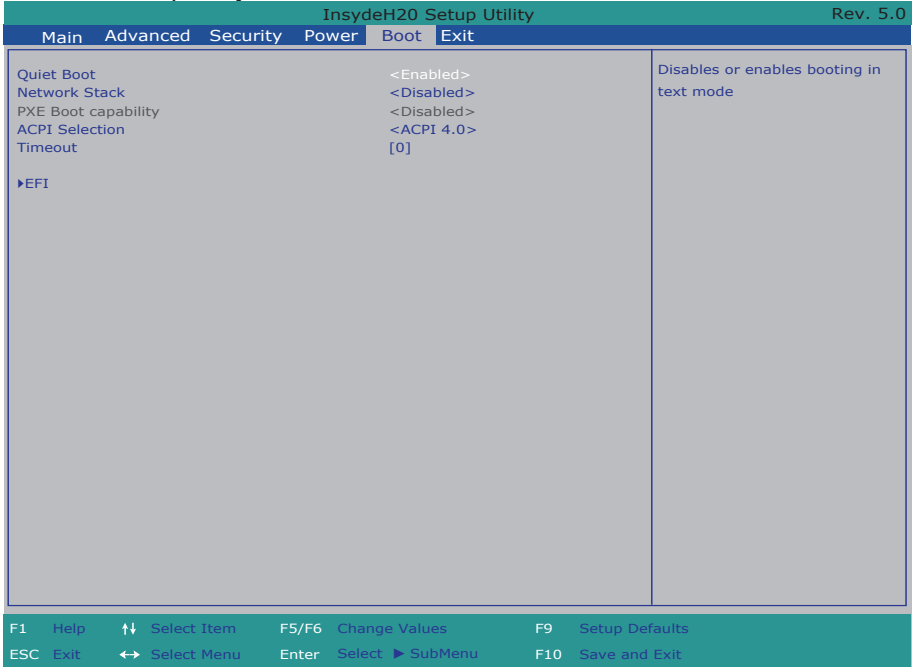 InsydeH20 Setup Utility Rev. 5.0
Main Advanced Security Power Boot Exit
Quiet Boot <Enabled>
Network Stack <Disabled>
PXE Boot capability <Disabled>
ACPI Selection <ACPI 4.0>
Timeout [0]
▸EFI
Disables or enables booting in
text mode
F1 Help ↑↓ Select Item F5/F6 Change Values F9 Setup Defaults
ESC Exit ↔ Select Menu Enter Select ▶ SubMenu F10 Save and Exit